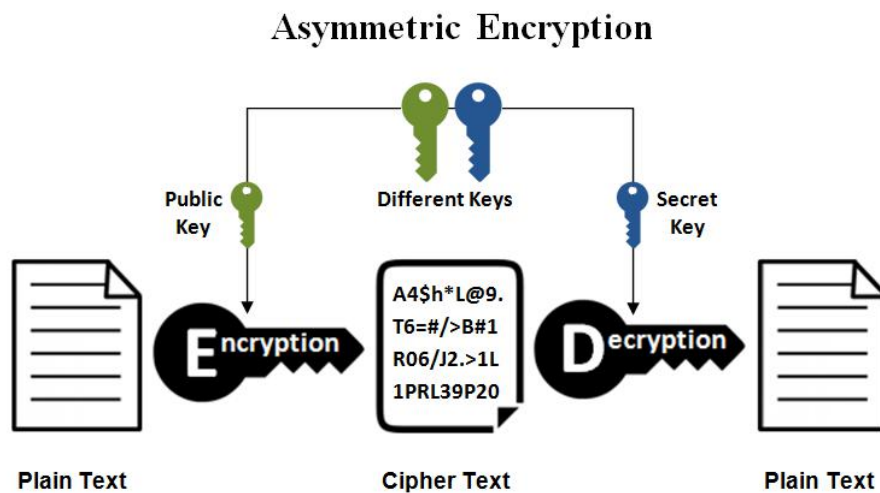 Asymmetric Encryption
Public
Key
Different Keys
Secret
Key
Encryption
A4$h*L@9.
T6=#/>B#1
R06/J2.>1L
1PRL39P20
Decryption
Plain Text
Cipher Text
Plain Text